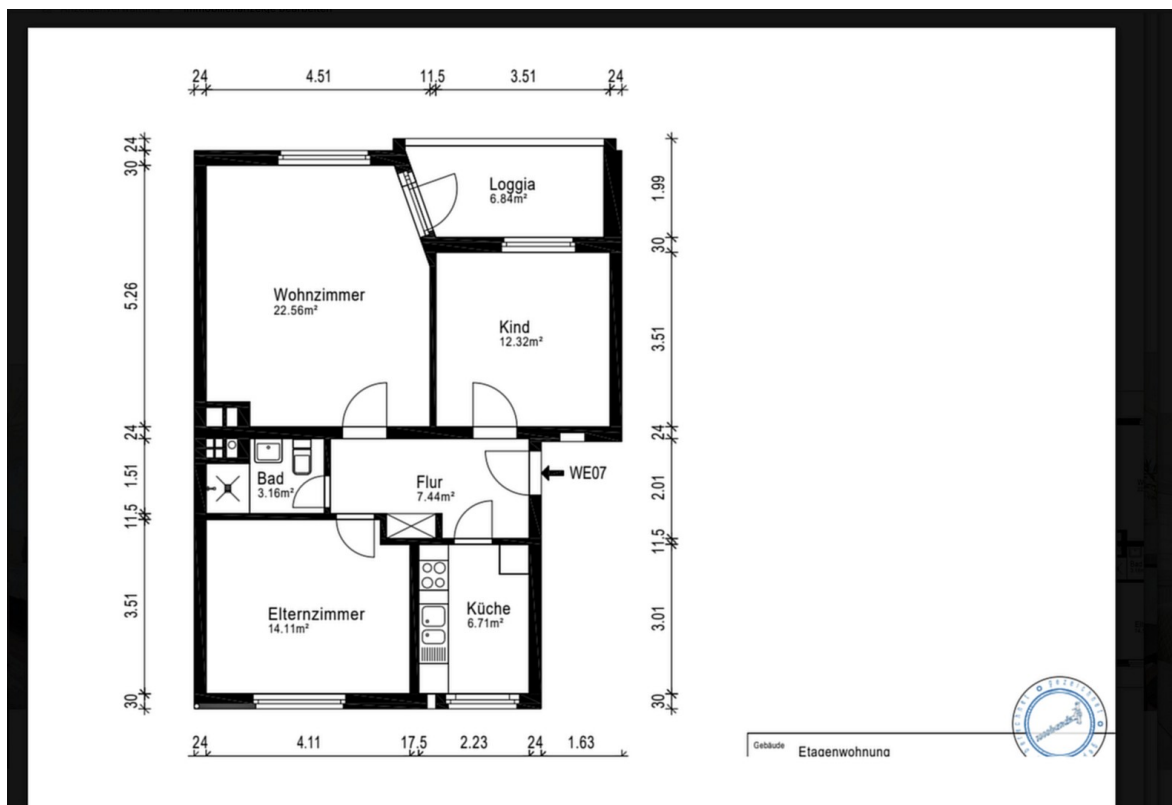 24 4.51 11,5 3.51 24
24
30
5.26
24
1.51
11,5
3.51
30
1.99
30
3.51
24
2.01
11,5
3.01
30
Loggia
6.84m²
Wohnzimmer
22.56m²
Kind
12.32m²
Bad
3.16m²
Flur
7.44m²
WE07
Elternzimmer
14.11m²
Küche
6.71m²
24 4.11 17,5 2.23 24 1.63
Gebäude Etagenwohnung